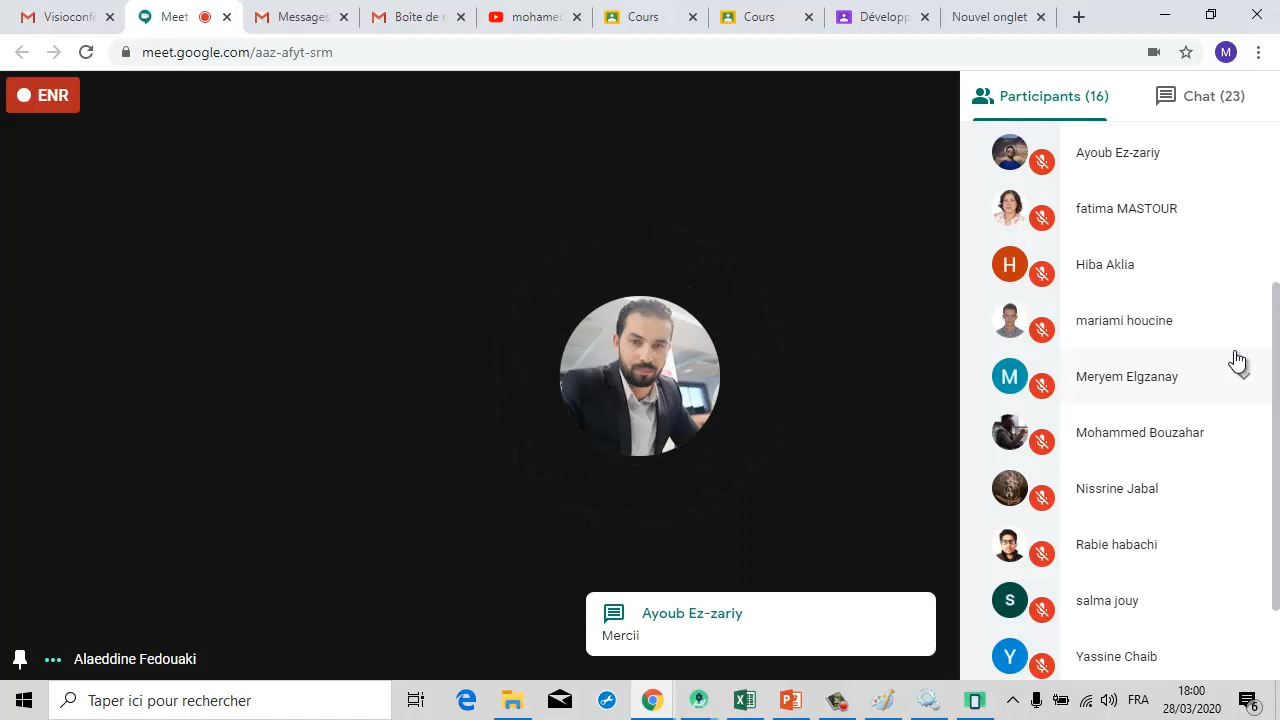 Visioconf
Meet
Messages
Boîte de r
mohamed
Cours
Cours
Développ
Nouvel onglet
meet.google.com/aaz-afyt-srm
M
ENR
Participants (16)
Chat (23)
Ayoub Ez-zariy
fatima MASTOUR
H
Hiba Aklia
mariami houcine
M
Meryem Elgzanay
Mohammed Bouzahar
Nissrine Jabal
Rabie habachi
s
salma jouy
Y
Yassine Chaib
Ayoub Ez-zariy
Mercii
Alaeddine Fedouaki
Taper ici pour rechercher
FRA
18:00
28/03/2020
6